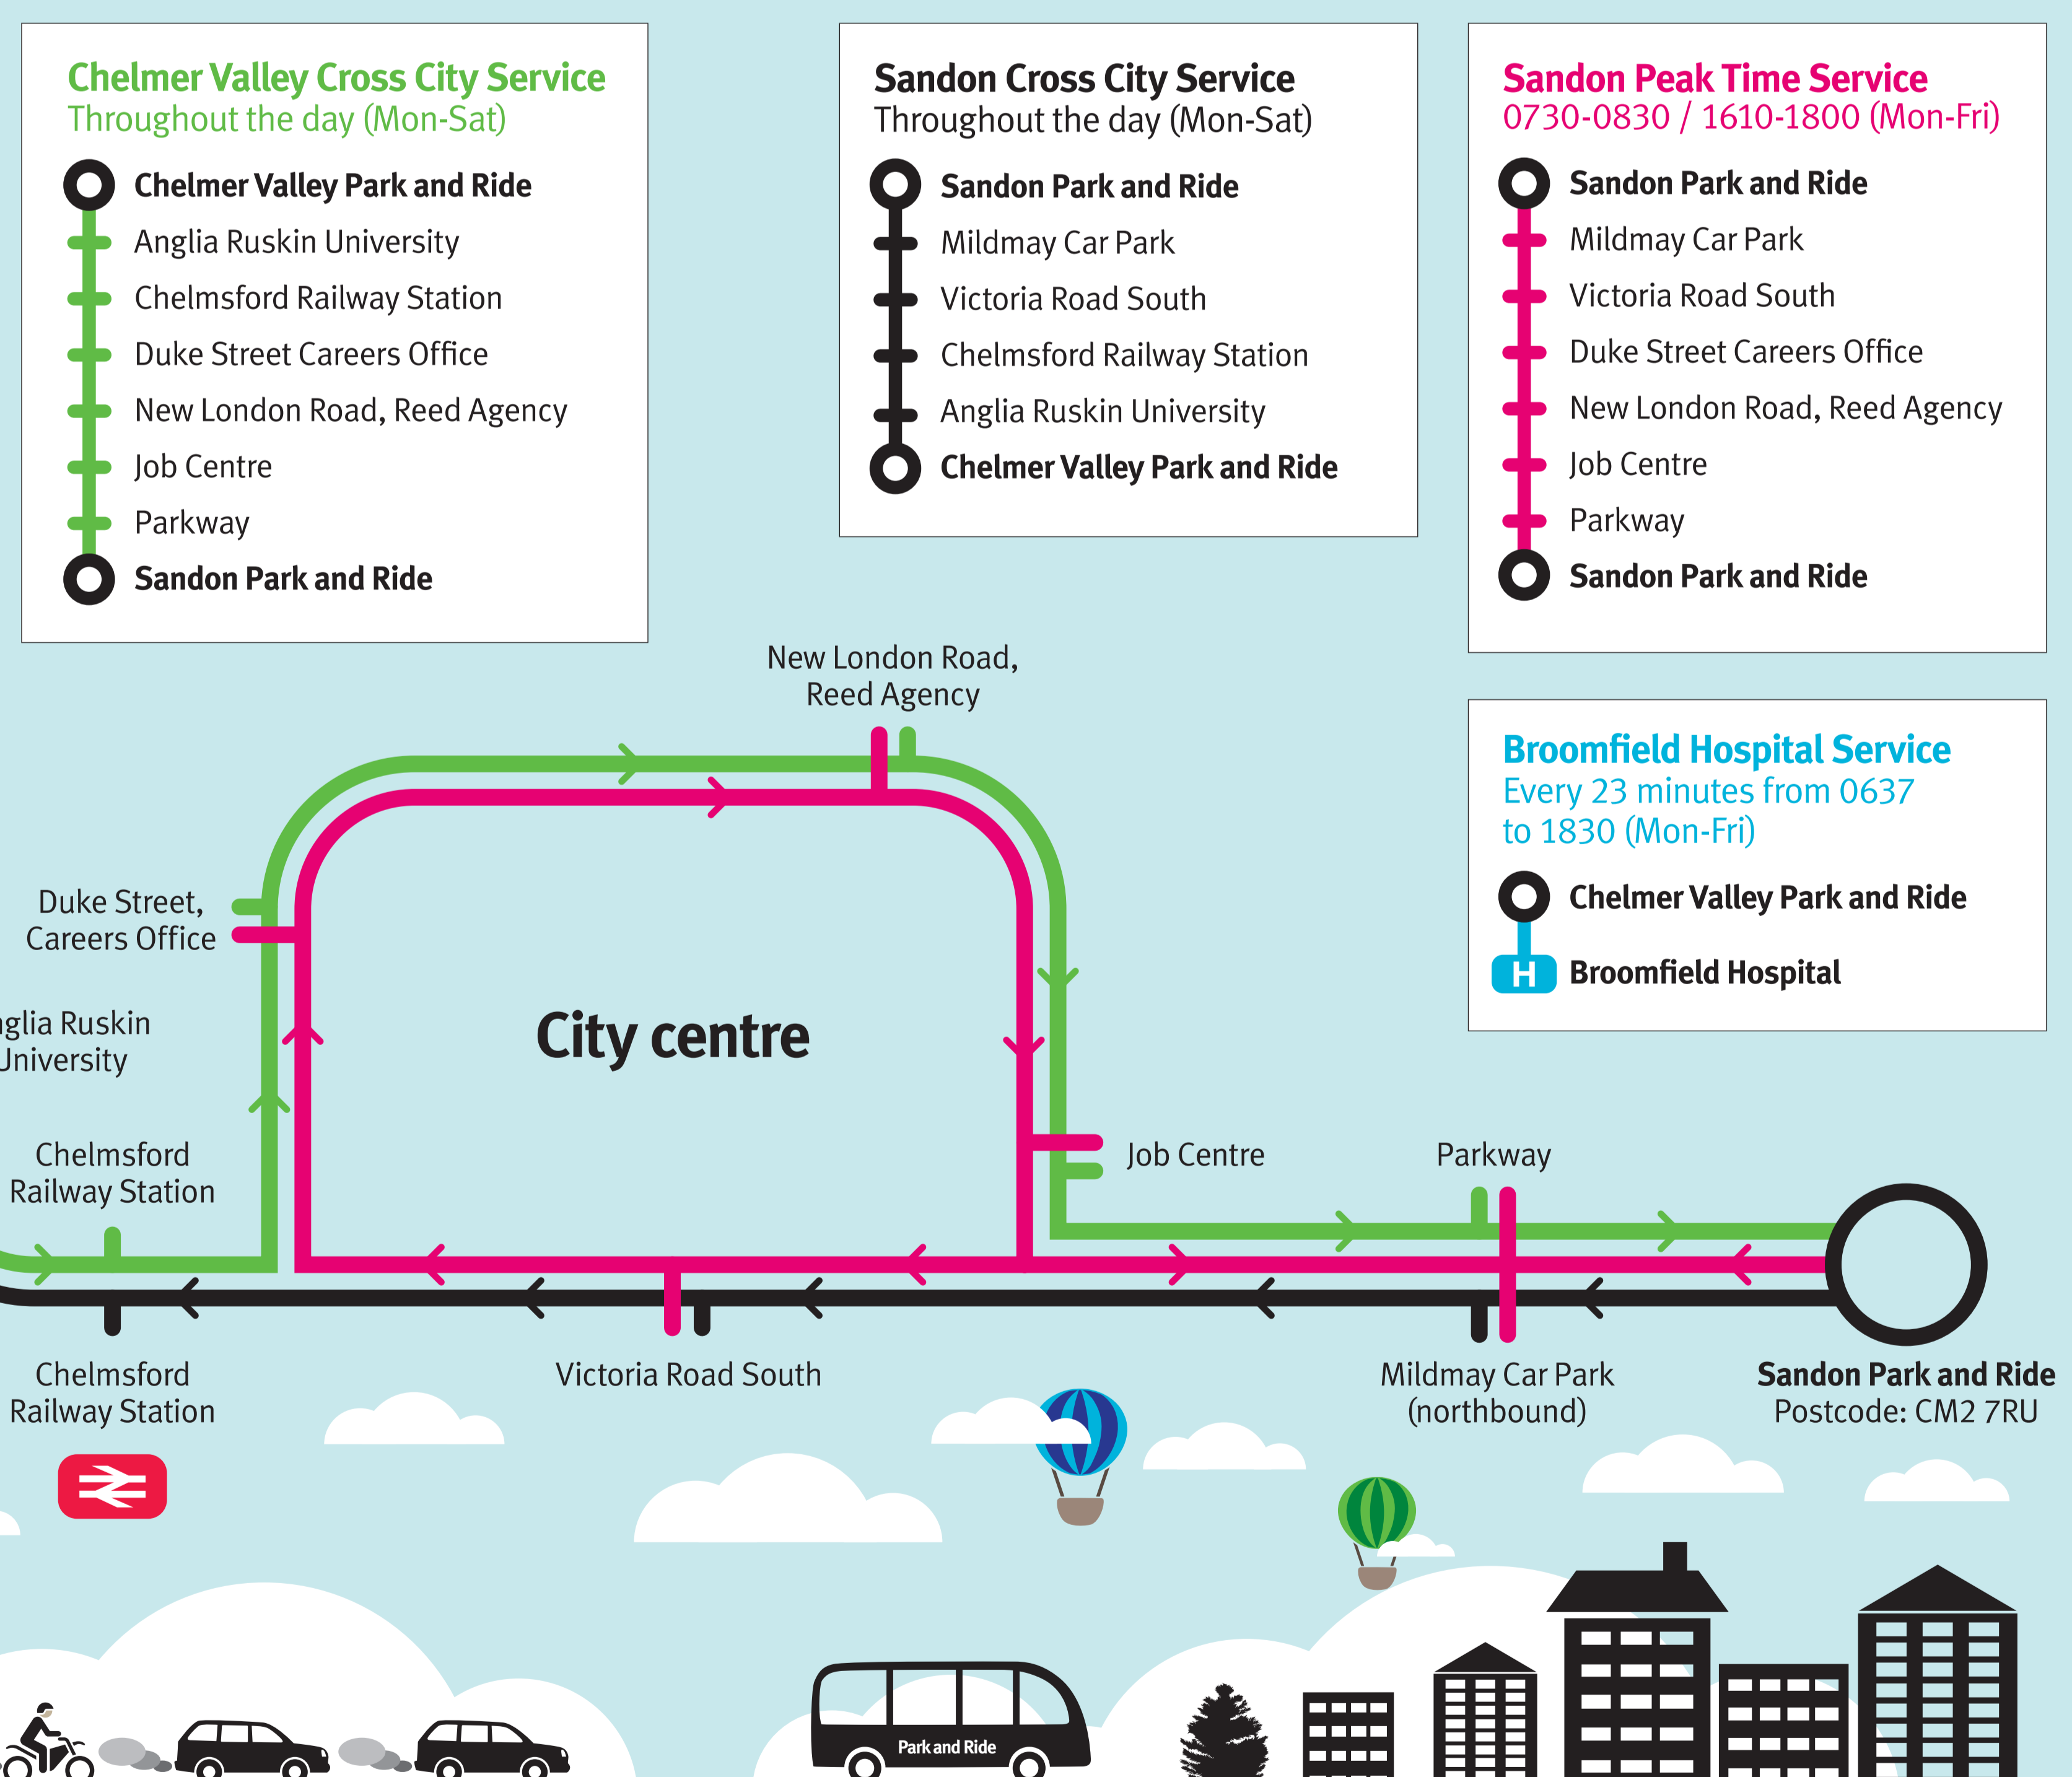 Chelmer Valley Cross City Service
Throughout the day (Mon-Sat)
Chelmer Valley Park and Ride
Anglia Ruskin University
Chelmsford Railway Station
Duke Street Careers Office
New London Road, Reed Agency
Job Centre
Parkway
Sandon Park and Ride
Sandon Cross City Service
Throughout the day (Mon-Sat)
Sandon Park and Ride
Mildmay Car Park
Victoria Road South
Chelmsford Railway Station
Anglia Ruskin University
Chelmer Valley Park and Ride
Sandon Peak Time Service
0730-0830 / 1610-1800 (Mon-Fri)
Sandon Park and Ride
Mildmay Car Park
Victoria Road South
Duke Street Careers Office
New London Road, Reed Agency
Job Centre
Parkway
Sandon Park and Ride
Broomfield Hospital Service
Every 23 minutes from 0637
to 1830 (Mon-Fri)
Chelmer Valley Park and Ride
H Broomfield Hospital
New London Road,
Reed Agency
Duke Street,
Careers Office
nglia Ruskin
University
City centre
Chelmsford
Railway Station
Job Centre
Parkway
Chelmsford
Railway Station
Victoria Road South
Mildmay Car Park
(northbound)
Sandon Park and Ride
Postcode: CM2 7RU
Park and Ride